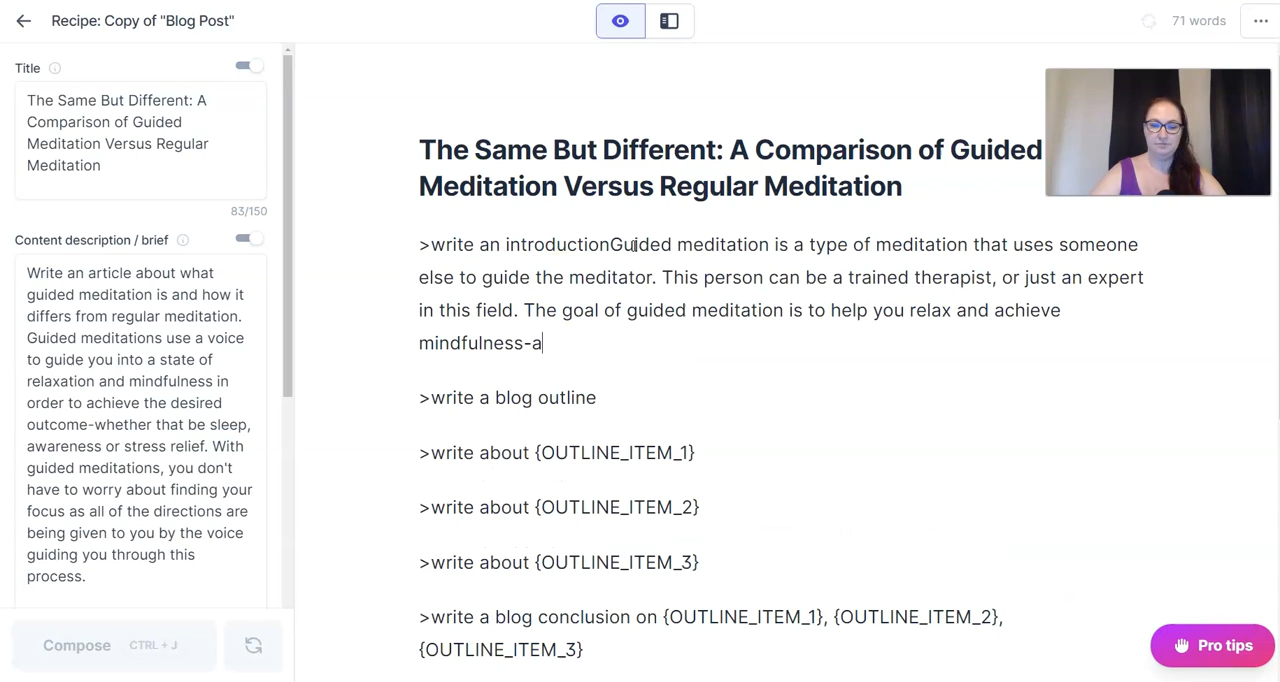 Recipe: Copy of "Blog Post"
71 words
Title
The Same But Different: A
Comparison of Guided
Meditation Versus Regular
Meditation
83/150
Content description / brief
Write an article about what
guided meditation is and how it
differs from regular meditation.
Guided meditations use a voice
to guide you into a state of
relaxation and mindfulness in
order to achieve the desired
outcome-whether that be sleep,
awareness or stress relief. With
guided meditations, you don't
have to worry about finding your
focus as all of the directions are
being given to you by the voice
guiding you through this
process.
Compose CTRL + J
The Same But Different: A Comparison of Guided
Meditation Versus Regular Meditation
>write an introductionGuided meditation is a type of meditation that uses someone
else to guide the meditator. This person can be a trained therapist, or just an expert
in this field. The goal of guided meditation is to help you relax and achieve
mindfulness-a
>write a blog outline
>write about {OUTLINE_ITEM_1}
>write about {OUTLINE_ITEM_2}
>write about {OUTLINE_ITEM_3}
>write a blog conclusion on {OUTLINE_ITEM_1}, {OUTLINE_ITEM_2},
{OUTLINE_ITEM_3}
Pro tips